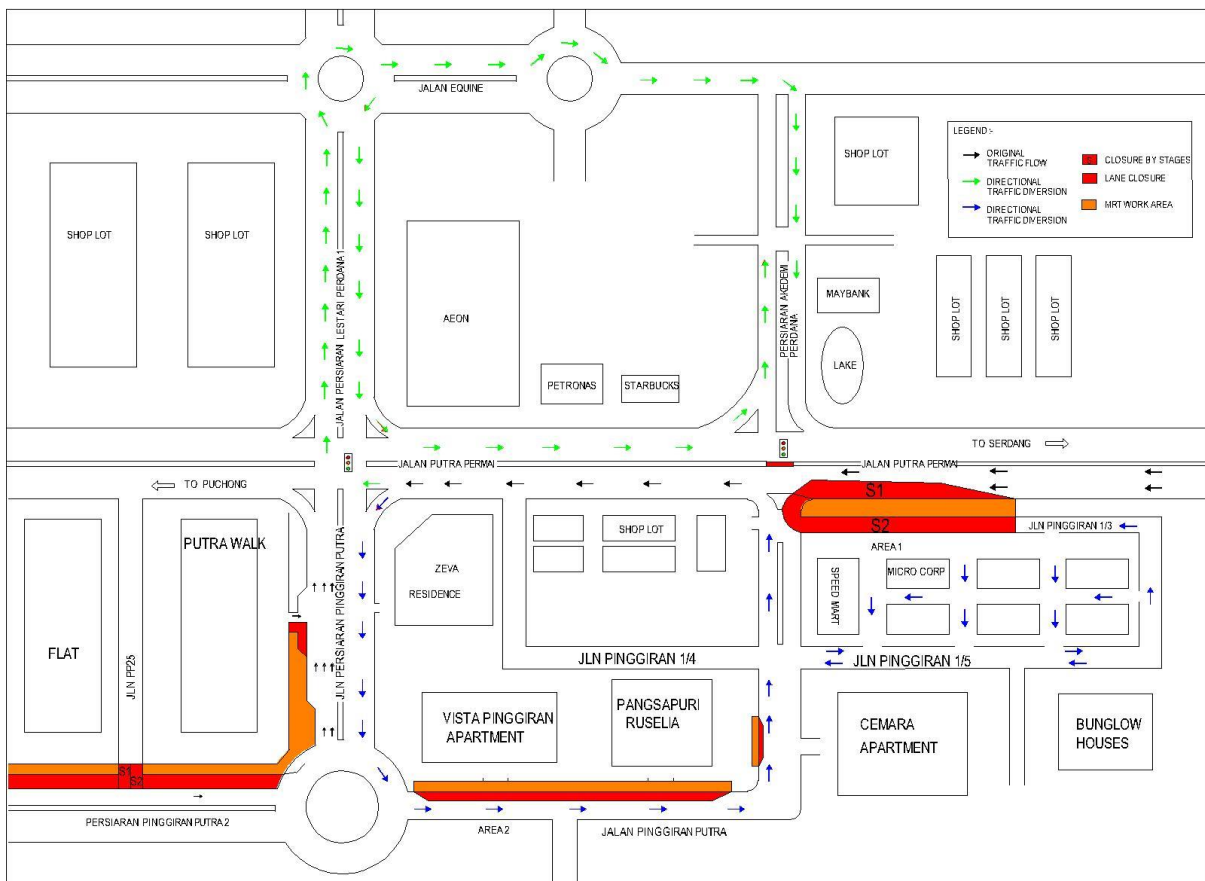 JALAN EQUINE
LEGEND :-
ORIGINAL
TRAFFIC FLOW
CLOSURE BY STAGES
LANE CLOSURE
DIRECTIONAL
TRAFFIC DIVERSION
MRT WORK AREA
DIRECTIONAL
TRAFFIC DIVERSION
SHOP LOT
SHOP LOT
SHOP LOT
JALAN PERSIARAN LESTARI PERDANA 1
AEON
PERSIARAN AKEDEMI
PERDANA
MAYBANK
SHOP LOT
SHOP LOT
SHOP LOT
LAKE
PETRONAS
STARBUCKS
TO SERDANG
JALAN PUTRA PERMAI
JALAN PUTRA PERMAI
TO PUCHONG
S1
S2
JLN PINGGIRAN 1/3
PUTRA WALK
SHOP LOT
AREA 1
ZEVA
RESIDENCE
SPEED MART
MICRO CORP
JLN PERSIARAN PINGGIRAN PUTRA
FLAT
JLN PP25
JLN PINGGIRAN 1/4
JLN PINGGIRAN 1/5
VISTA PINGGIRAN
APARTMENT
PANGSAPURI
RUSELIA
CEMARA
APARTMENT
BUNGLOW
HOUSES
S1
S2
PERSIARAN PINGGIRAN PUTRA 2
AREA 2
JALAN PINGGIRAN PUTRA